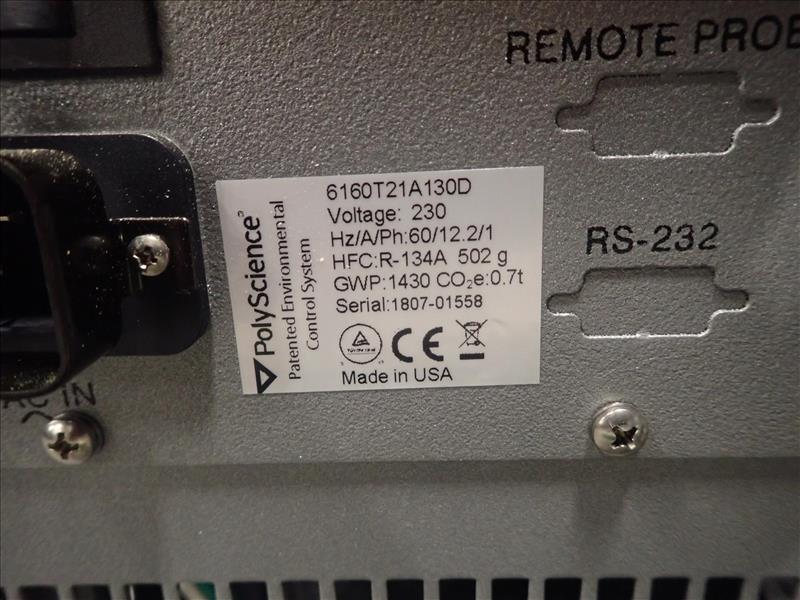 REMOTE PROB
6160T21A130D
Voltage: 230
Hz/A/Ph:60/12.2/1
HFC:R-134A 502 g
GWP:1430 CO₂e:0.7t
Serial:1807-01558
CE
Made in USA
PolyScience®
Patented Environmental
Control System
RS-232
AC IN